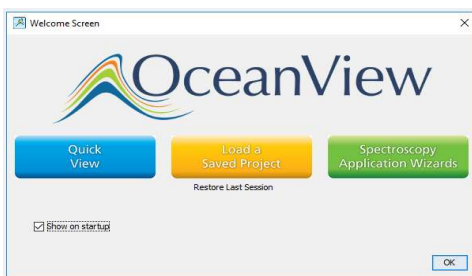 Welcome Screen
OceanView
Quick
View
Load a
Saved Project
Spectroscopy
Application Wizards
Restore Last Session
Show on startup
OK